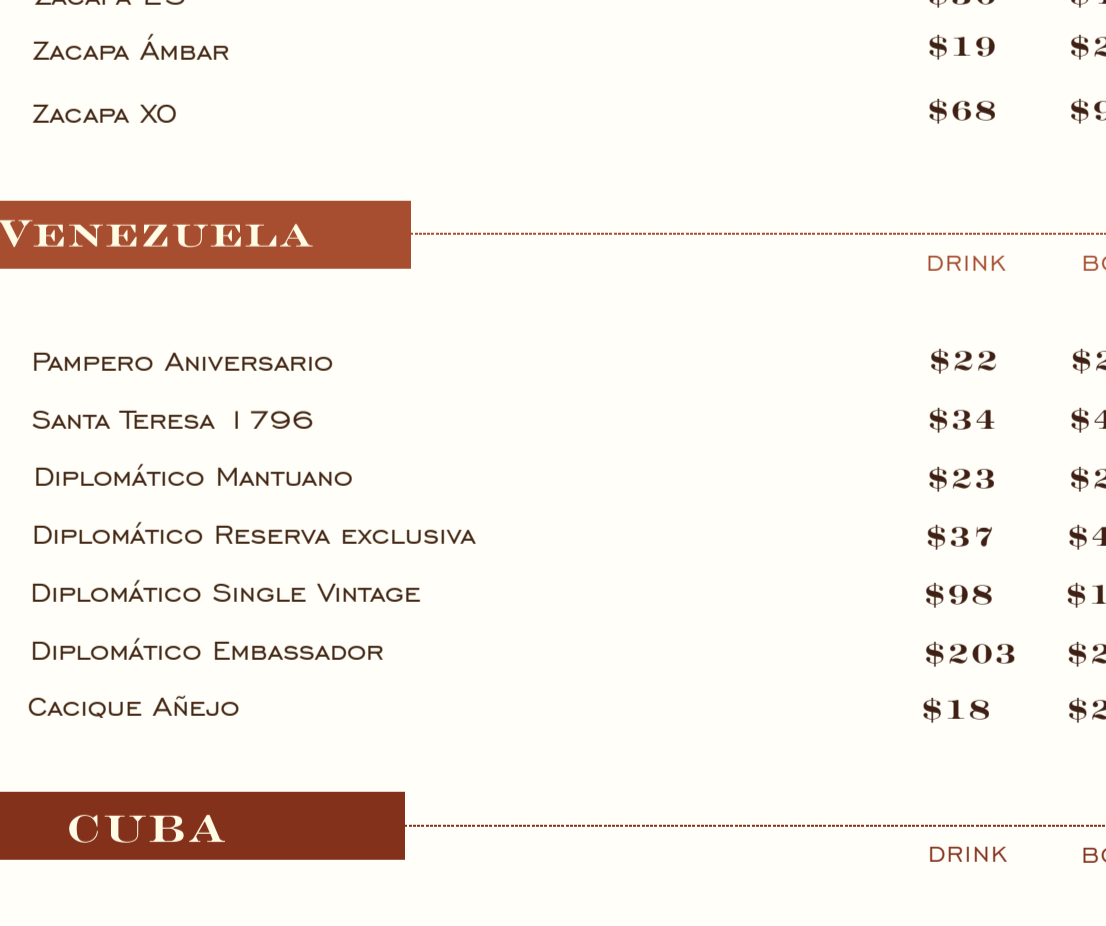 Zacapa Ámbar $19
Zacapa XO $68
Venezuela
DRINK
Pampero Aniversario $22
Santa Teresa 1796 $34
Diplomático Mantuano $23
Diplomático Reserva exclusiva $37
Diplomático Single Vintage $98
Diplomático Embassador $203
Cacique Añejo $18
CUBA
DRINK